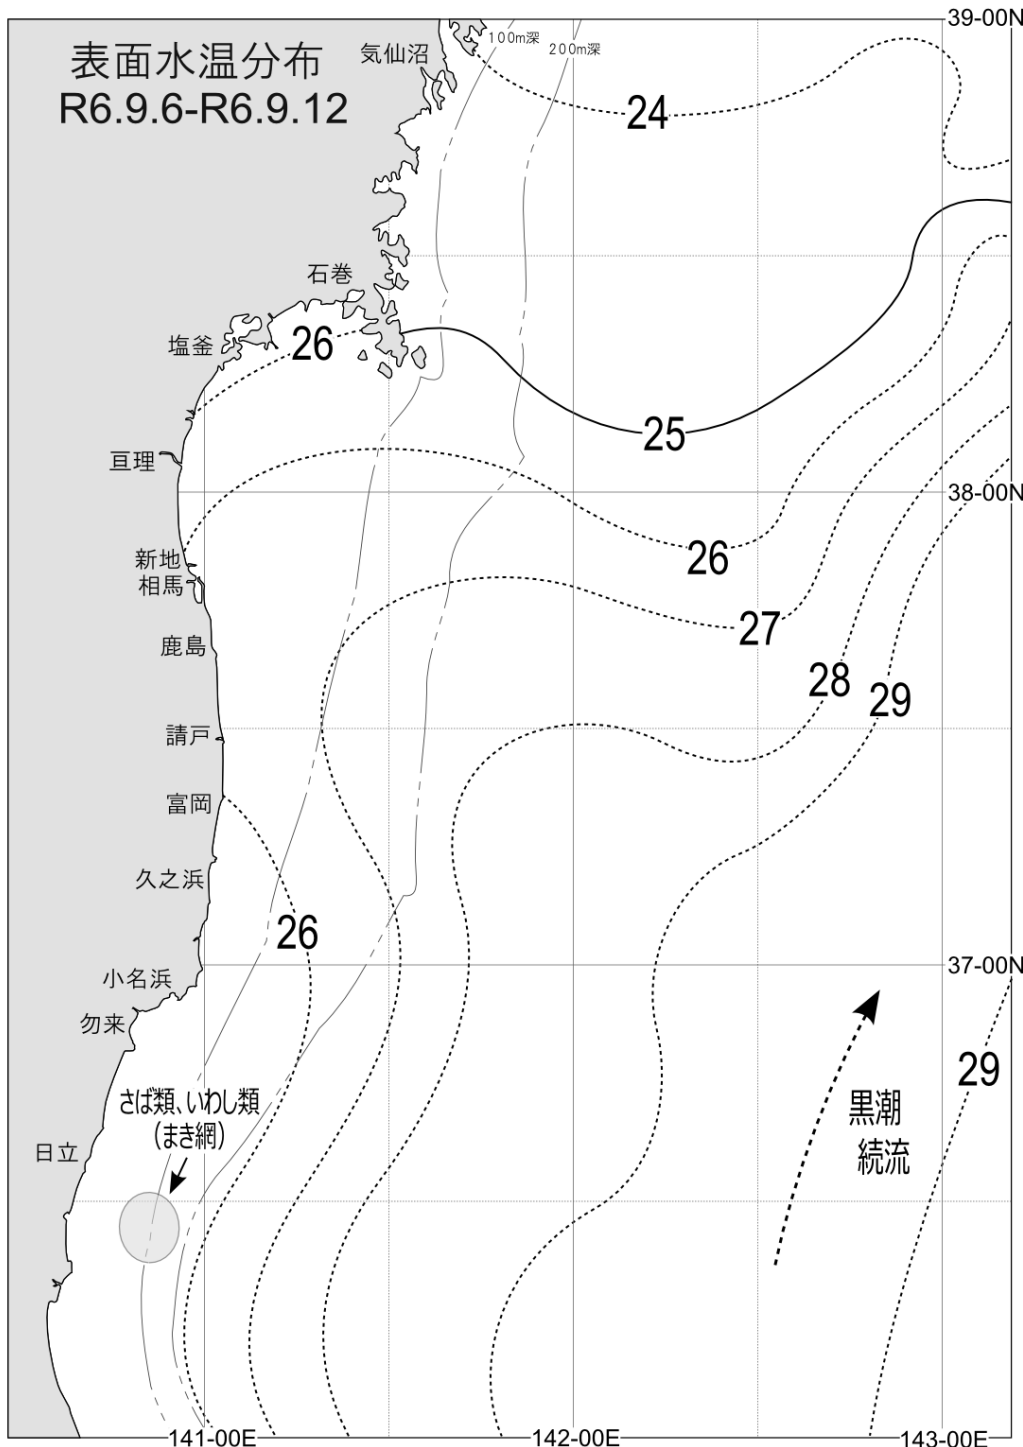 表面水温分布
R6.9.6-R6.9.12
39-00N
100m深
200m深
気仙沼
24
石巻
塩釜
26
25
亘理
38-00N
新地
相馬
26
27
鹿島
28
29
請戸
富岡
久之浜
26
37-00N
小名浜
勿来
29
さば類、いわし類
(まき網)
黒潮
続流
日立
141-00E
142-00E
143-00E